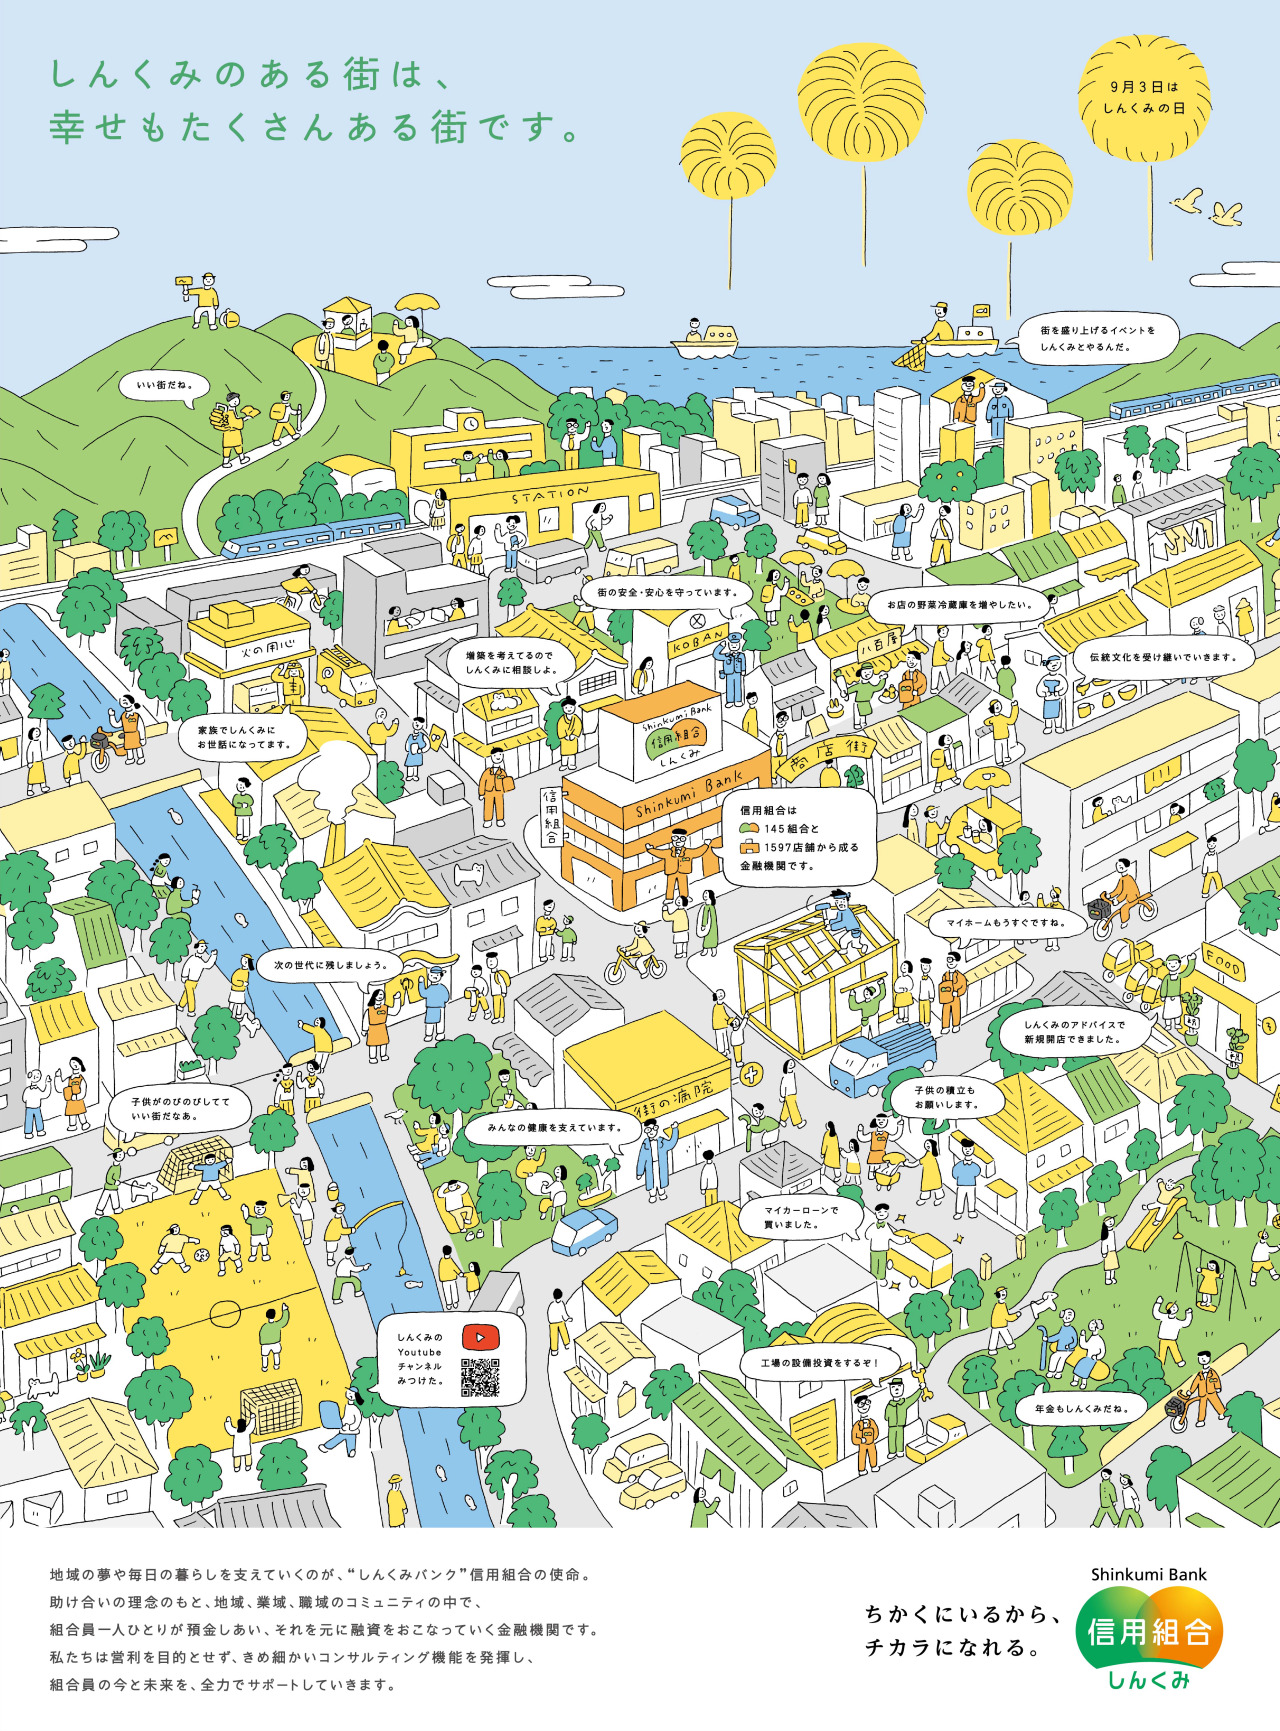 しんくみのある街は、
幸せもたくさんある街です。
9月3日は
しんくみの日
街を盛り上げるイベントを
しんくみとやるんだ。
いい街だね。
STATION
街の安全・安心を守っています。
お店の野菜冷蔵庫を増やしたい。
KOBAN
八百屋
火の用心
増築を考えてるので
しんくみに相談しよ。
伝統文化を受け継いでいきます。
家族でしんくみに
お世話になってます。
Shinkumi Bank
信用組合
しんくみ
商店街
Shinkumi Bank
信用組合
信用組合は
145組合と
1597店舗から成る
金融機関です。
マイホームもうすぐですね。
次の世代に残しましょう。
FOOD
しんくみのアドバイスで
新規開店できました。
街の病院
子供がのびのびしてて
いい街だなあ。
子供の積立も
お願いします。
みんなの健康を支えています。
マイカーローンで
買いました。
しんくみの
Youtube
チャンネル
みつけた。
工場の設備投資をするぞ！
年金もしんくみだね。
地域の夢や毎日の暮らしを支えていくのが、“しんくみバンク”信用組合の使命。
助け合いの理念のもと、地域、業域、職域のコミュニティの中で、
組合員一人ひとりが預金しあい、それを元に融資をおこなっていく金融機関です。
私たちは営利を目的とせず、きめ細かいコンサルティング機能を発揮し、
組合員の今と未来を、全力でサポートしていきます。
ちかくにいるから、
チカラになれる。
Shinkumi Bank
信用組合
しんくみ